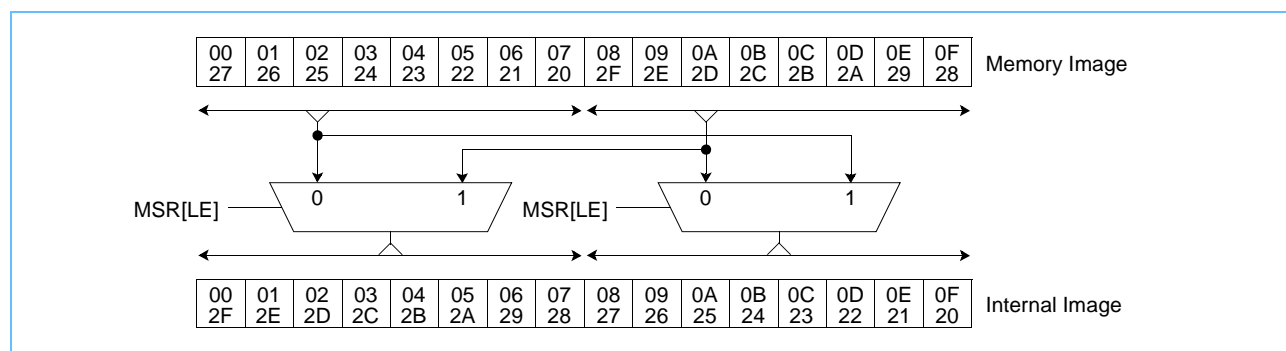 00 01 02 03 04 05 06 07 08 09 0A 0B 0C 0D 0E 0F
27 26 25 24 23 22 21 20 2F 2E 2D 2C 2B 2A 29 28
Memory Image
0 1 0 1
MSR[LE] MSR[LE]
00 01 02 03 04 05 06 07 08 09 0A 0B 0C 0D 0E 0F
2F 2E 2D 2C 2B 2A 29 28 27 26 25 24 23 22 21 20
Internal Image